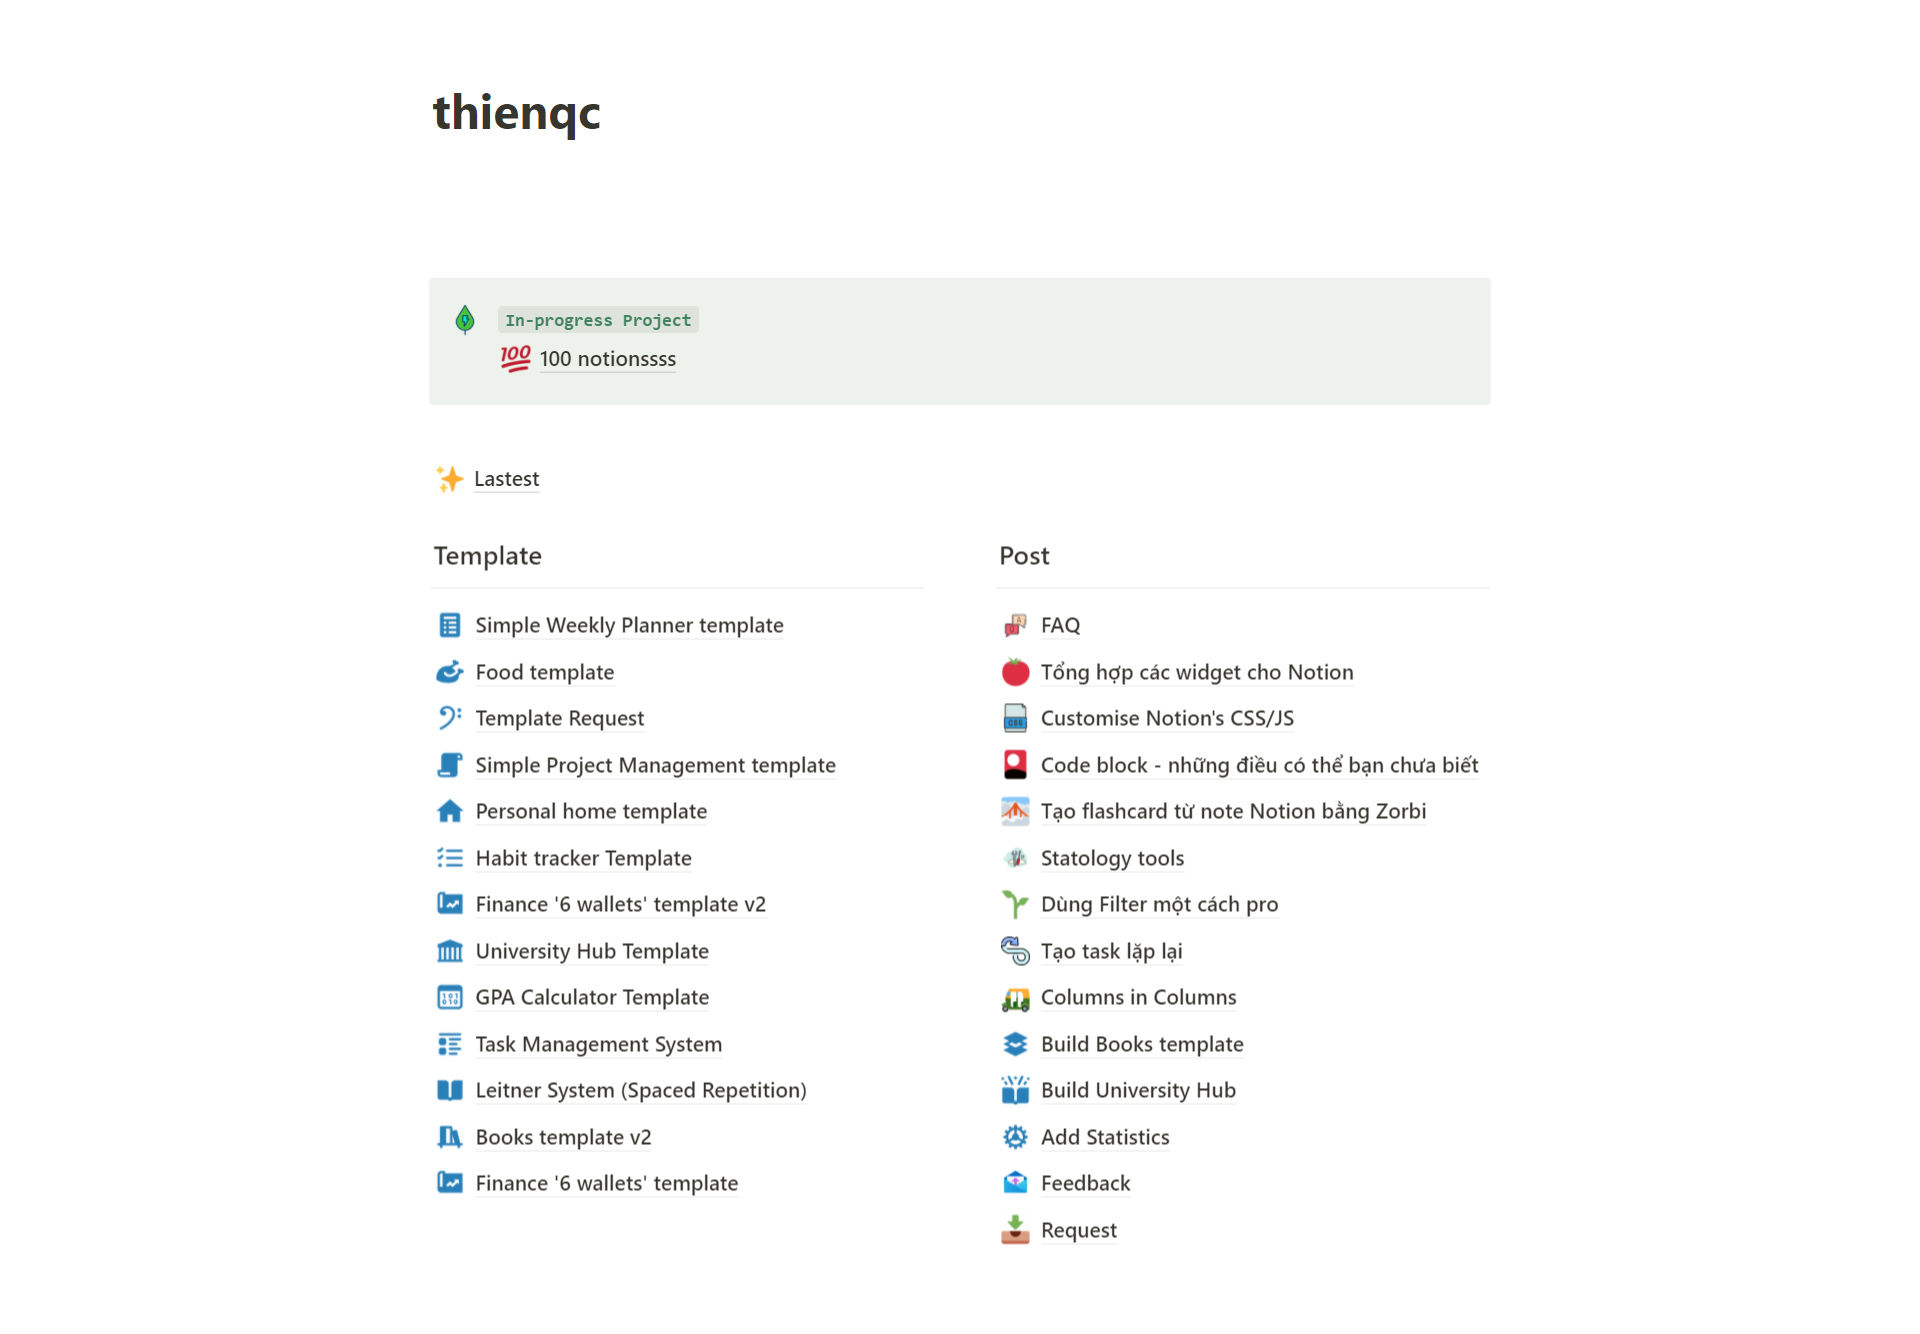 thienqc
In-progress Project
100 notionssss
Lastest
Template
Simple Weekly Planner template
Food template
Template Request
Simple Project Management template
Personal home template
Habit tracker Template
Finance '6 wallets' template v2
University Hub Template
GPA Calculator Template
Task Management System
Leitner System (Spaced Repetition)
Books template v2
Finance '6 wallets' template
Post
FAQ
Tổng hợp các widget cho Notion
Customise Notion's CSS/JS
Code block - những điều có thể bạn chưa biết
Tạo flashcard từ note Notion bằng Zorbi
Statology tools
Dùng Filter một cách pro
Tạo task lặp lại
Columns in Columns
Build Books template
Build University Hub
Add Statistics
Feedback
Request